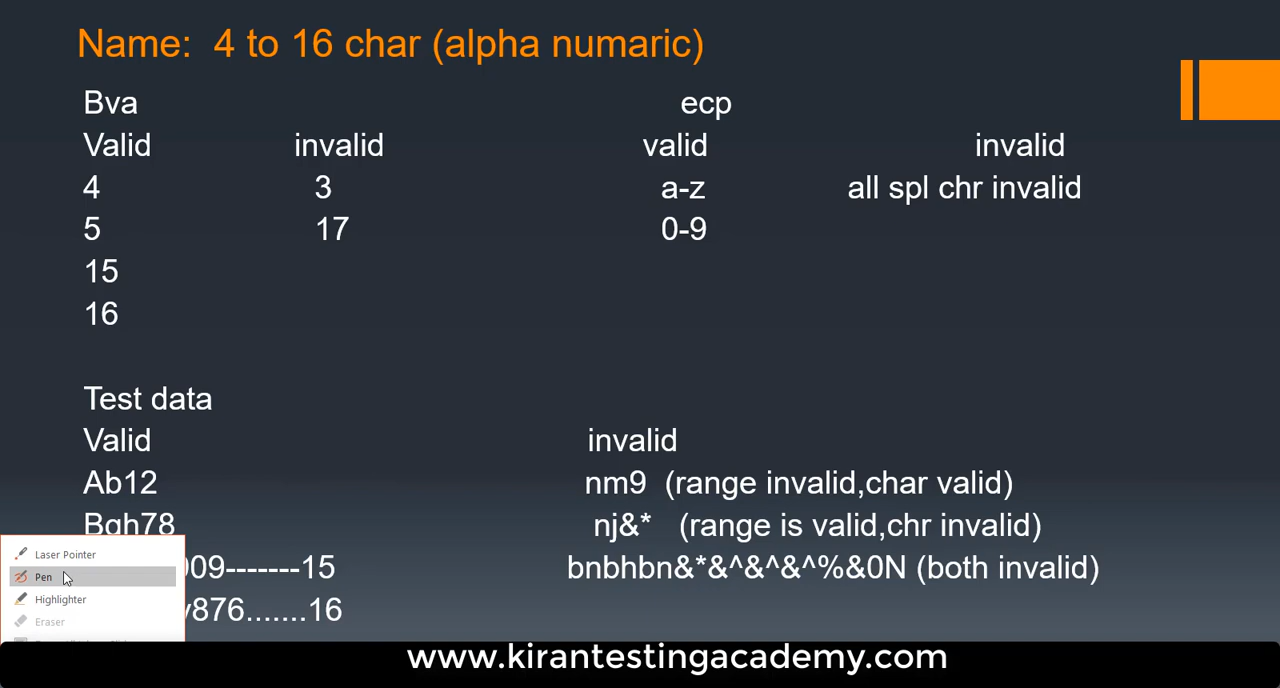 Name: 4 to 16 char (alpha numaric)
Bva ecp
Valid invalid valid invalid
4 3 a-z all spl chr invalid
5 17 0-9
15
16
Test data
Valid invalid
Ab12 nm9 (range invalid,char valid)
Bgh78 nj&* (range is valid,chr invalid)
Laser Pointer
Pen
Highlighter
Eraser
09-------15 bnbhbn&*&^&^&^%&0N (both invalid)
876.......16
www.kirantestingacademy.com